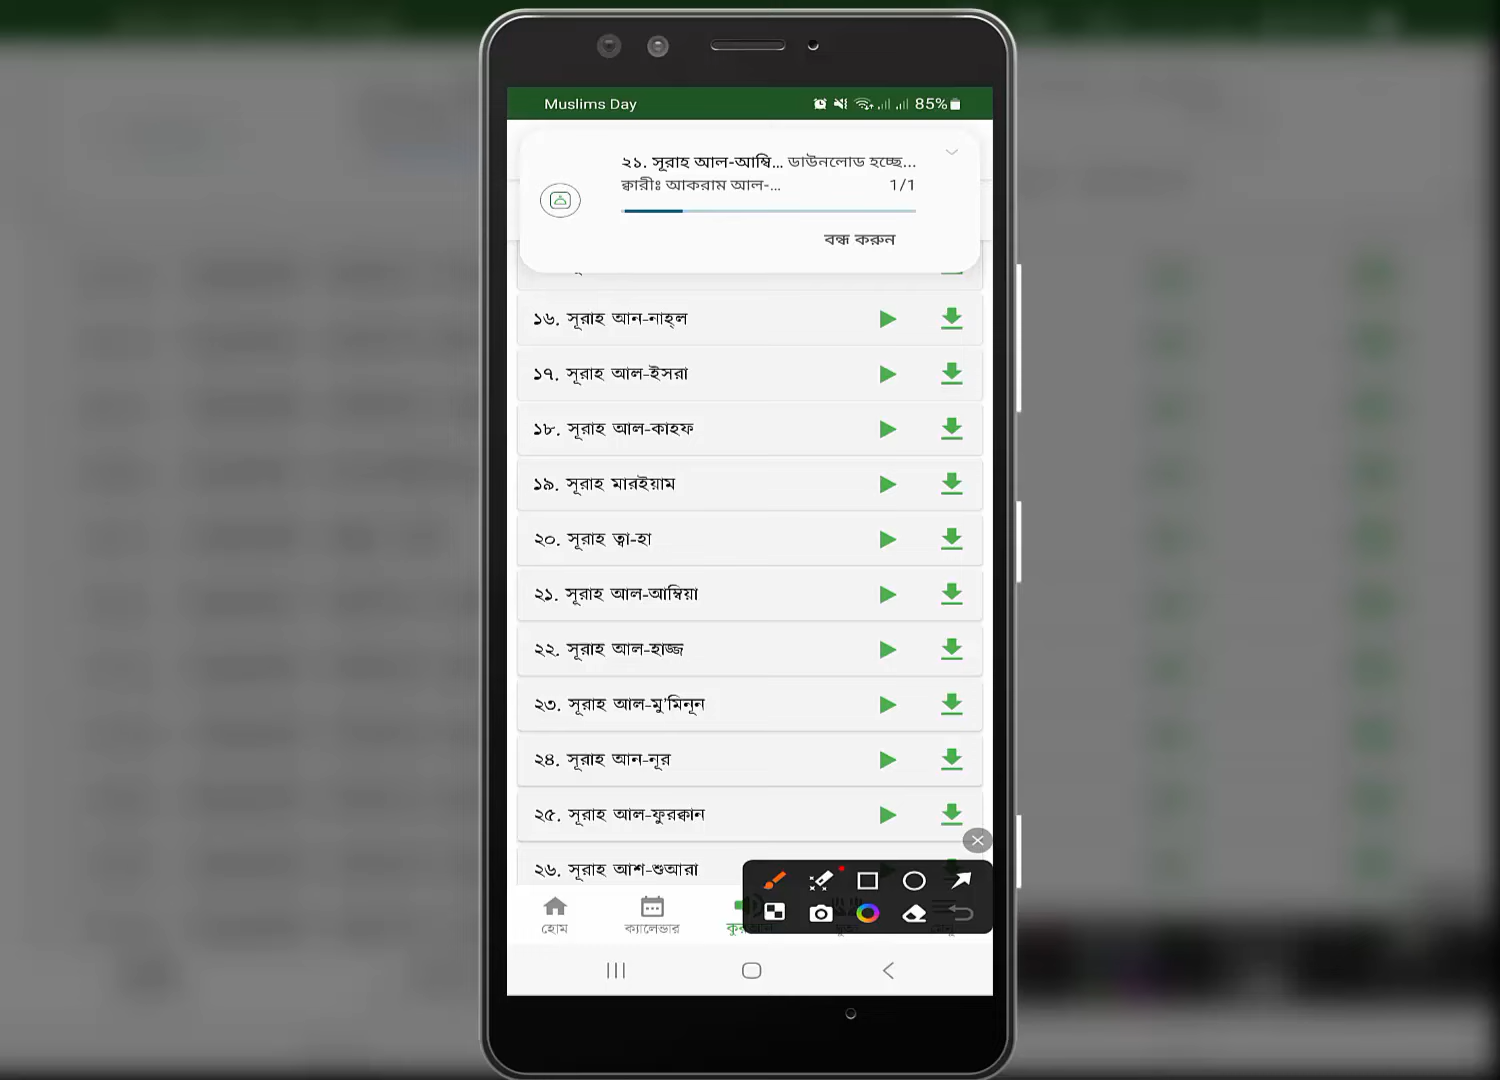 Muslims Day
85%
২১. সূরাহ আল-আম্বি... ডাউনলোড হচ্ছে...
ক্বারীঃ আকরাম আল-... 1/1
বন্ধ করুন
১৬. সূরাহ আন-নাহ্‌ল
১৭. সূরাহ আল-ইসরা
১৮. সূরাহ আল-কাহফ
১৯. সূরাহ মারইয়াম
২০. সূরাহ ত্বা-হা
২১. সূরাহ আল-আম্বিয়া
২২. সূরাহ আল-হাজ্জ
২৩. সূরাহ আল-মু'মিনূন
২৪. সূরাহ আন-নূর
২৫. সূরাহ আল-ফুরক্বান
২৬. সূরাহ আশ-শুআরা
হোম ক্যালেন্ডার